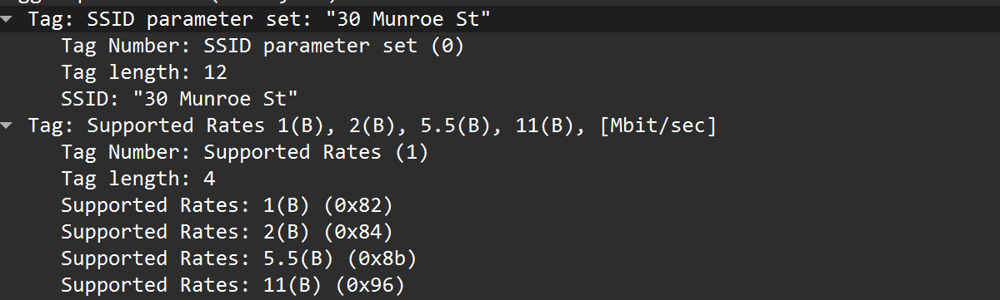 Tag: SSID parameter set: "30 Munroe St"
Tag Number: SSID parameter set (0)
Tag length: 12
SSID: "30 Munroe St"
Tag: Supported Rates 1(B), 2(B), 5.5(B), 11(B), [Mbit/sec]
Tag Number: Supported Rates (1)
Tag length: 4
Supported Rates: 1(B) (0x82)
Supported Rates: 2(B) (0x84)
Supported Rates: 5.5(B) (0x8b)
Supported Rates: 11(B) (0x96)